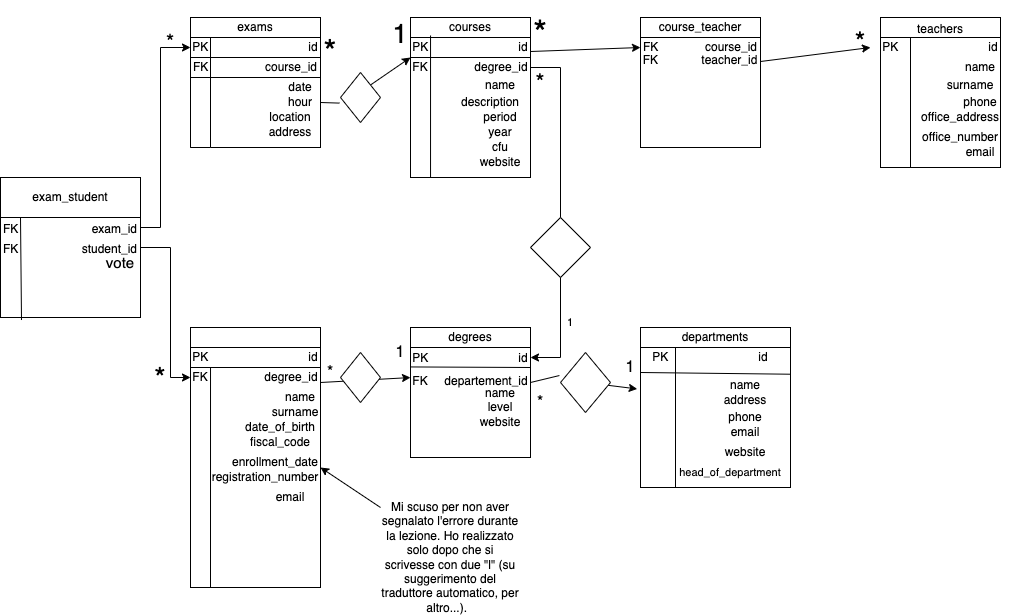 exams
PK id
FK course_id
date
hour
location
address
*
*
1
courses
PK id
FK degree_id
name
description
period
year
cfu
website
*
*
course_teacher
FK course_id
FK teacher_id
*
teachers
PK id
name
surname
phone
office_address
office_number
email
exam_student
FK exam_id
FK student_id
vote
*
PK id
FK degree_id
name
surname
date_of_birth
fiscal_code
enrollment_date
registration_number
email
*
1
1
degrees
PK id
FK departement_id
name
level
website
*
1
departments
PK id
name
address
phone
email
website
head_of_department
Mi scuso per non aver
segnalato l'errore durante
la lezione. Ho realizzato
solo dopo che si
scrivesse con due "l" (su
suggerimento del
traduttore automatico, per
altro...).